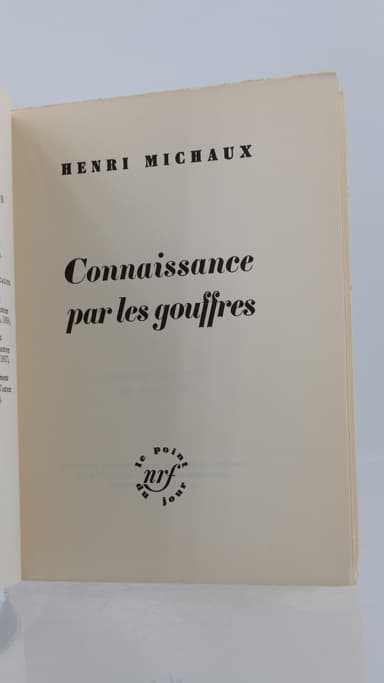 HENRI MICHAUX
Connaissance
par les gouffres
le point
nrf
du jour